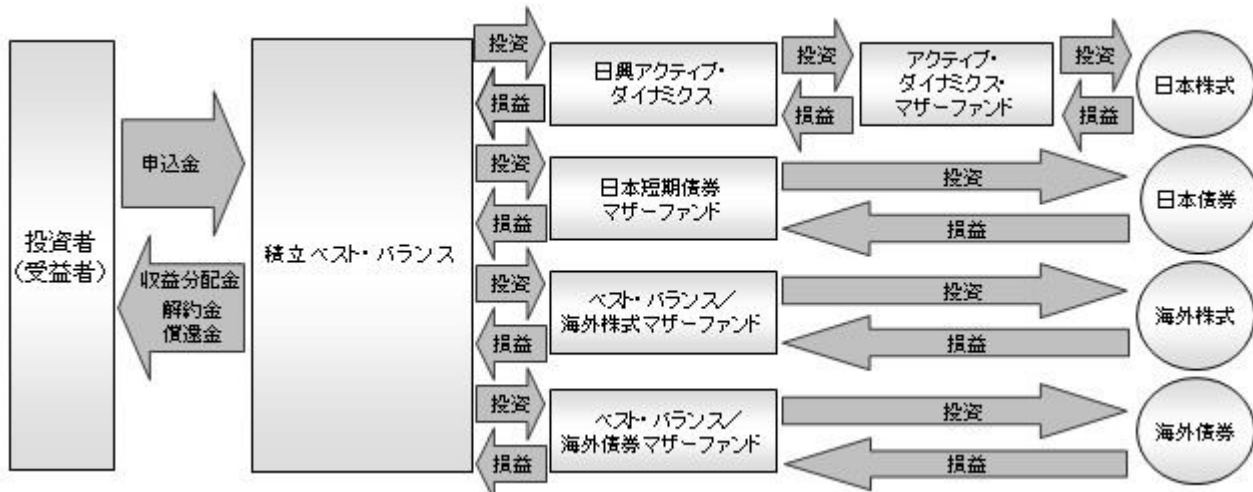 投資者
(受益者)
申込金
収益分配金
解約金
償還金
積立ベスト・バランス
投資
損益
日興アクティブ・
ダイナミクス
投資
損益
アクティブ・
ダイナミクス・
マザーファンド
投資
損益
日本株式
投資
損益
日本短期債券
マザーファンド
投資
損益
日本債券
投資
損益
ベスト・バランス/
海外株式マザーファンド
投資
損益
海外株式
投資
損益
ベスト・バランス/
海外債券マザーファンド
投資
損益
海外債券